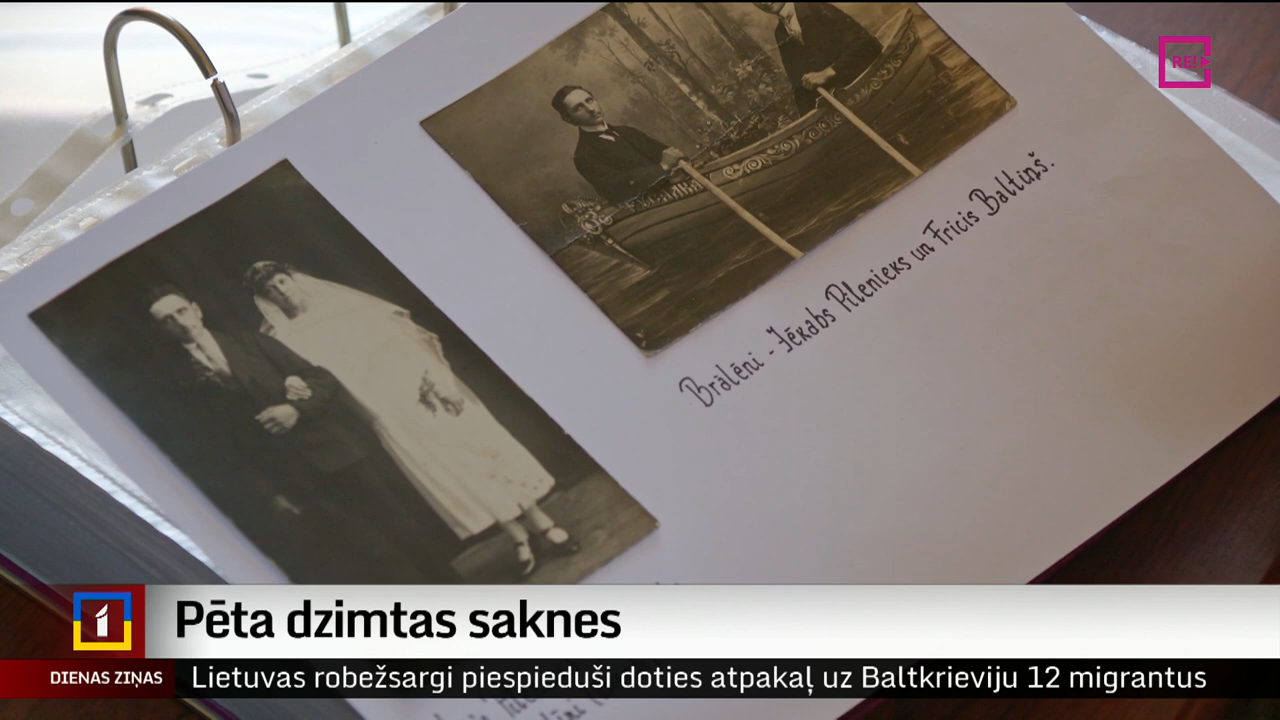 RE!
Brālēni - Jēkabs Pilenieks un Fricis Baltiņš.
1
Pēta dzimtas saknes
DIENAS ZIŅAS
Lietuvas robežsargi piespieduši doties atpakaļ uz Baltkrieviju 12 migrantus